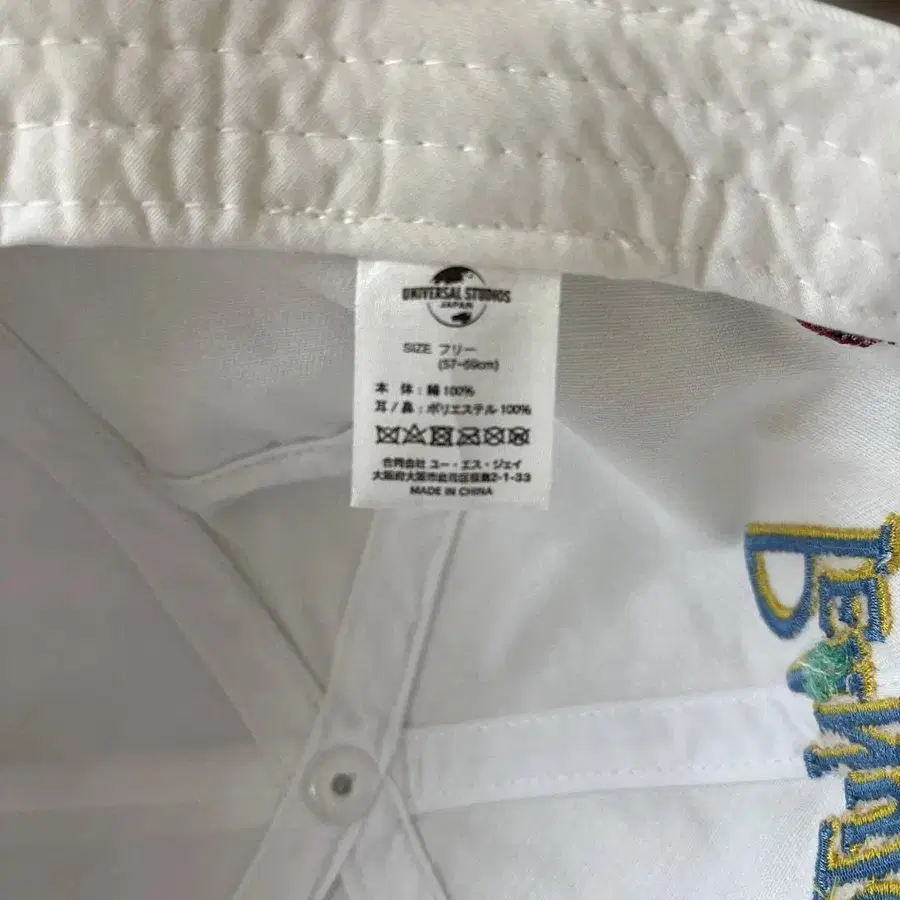 UNIVERSAL STUDIOS
JAPAN
SIZE フリー
(57~59cm)
本 体 : 綿 100%
耳 / 鼻 : ポリエステル 100%
合同会社 ユー・エス・ジェイ
大阪府大阪市此花区桜島2-1-33
MADE IN CHINA